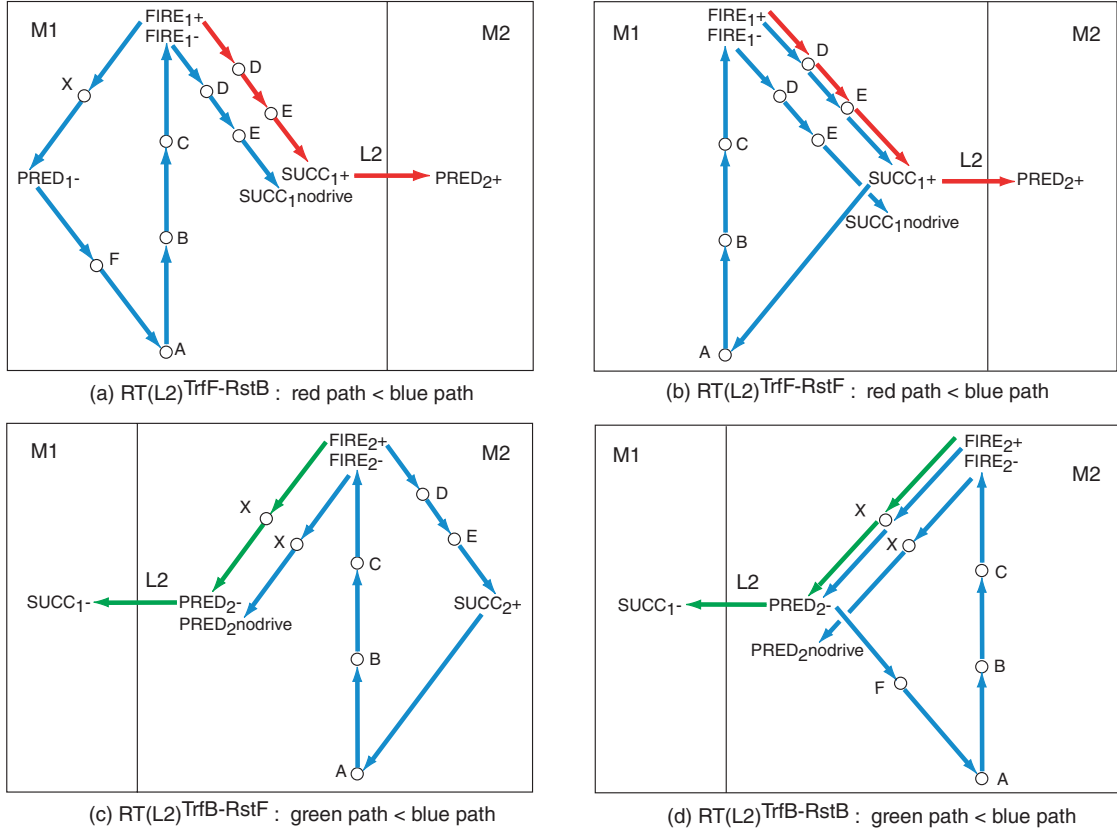 M1
FIRE1+
FIRE1-
M2
X
D
D
E
E
C
PRED1-
SUCC1+
SUCC1nodrive
L2
PRED2+
B
F
A
(a) RT(L2)TrfF-RstB : red path < blue path
M1
FIRE1+
FIRE1-
M2
D
D
E
E
C
L2
SUCC1+
PRED2+
SUCC1nodrive
B
A
(b) RT(L2)TrfF-RstF : red path < blue path
M1
FIRE2+
FIRE2-
M2
X
D
X
E
C
L2
SUCC1-
PRED2-
PRED2nodrive
SUCC2+
B
A
(c) RT(L2)TrfB-RstF : green path < blue path
M1
FIRE2+
FIRE2-
M2
X
X
C
L2
SUCC1-
PRED2-
PRED2nodrive
B
F
A
(d) RT(L2)TrfB-RstB : green path < blue path